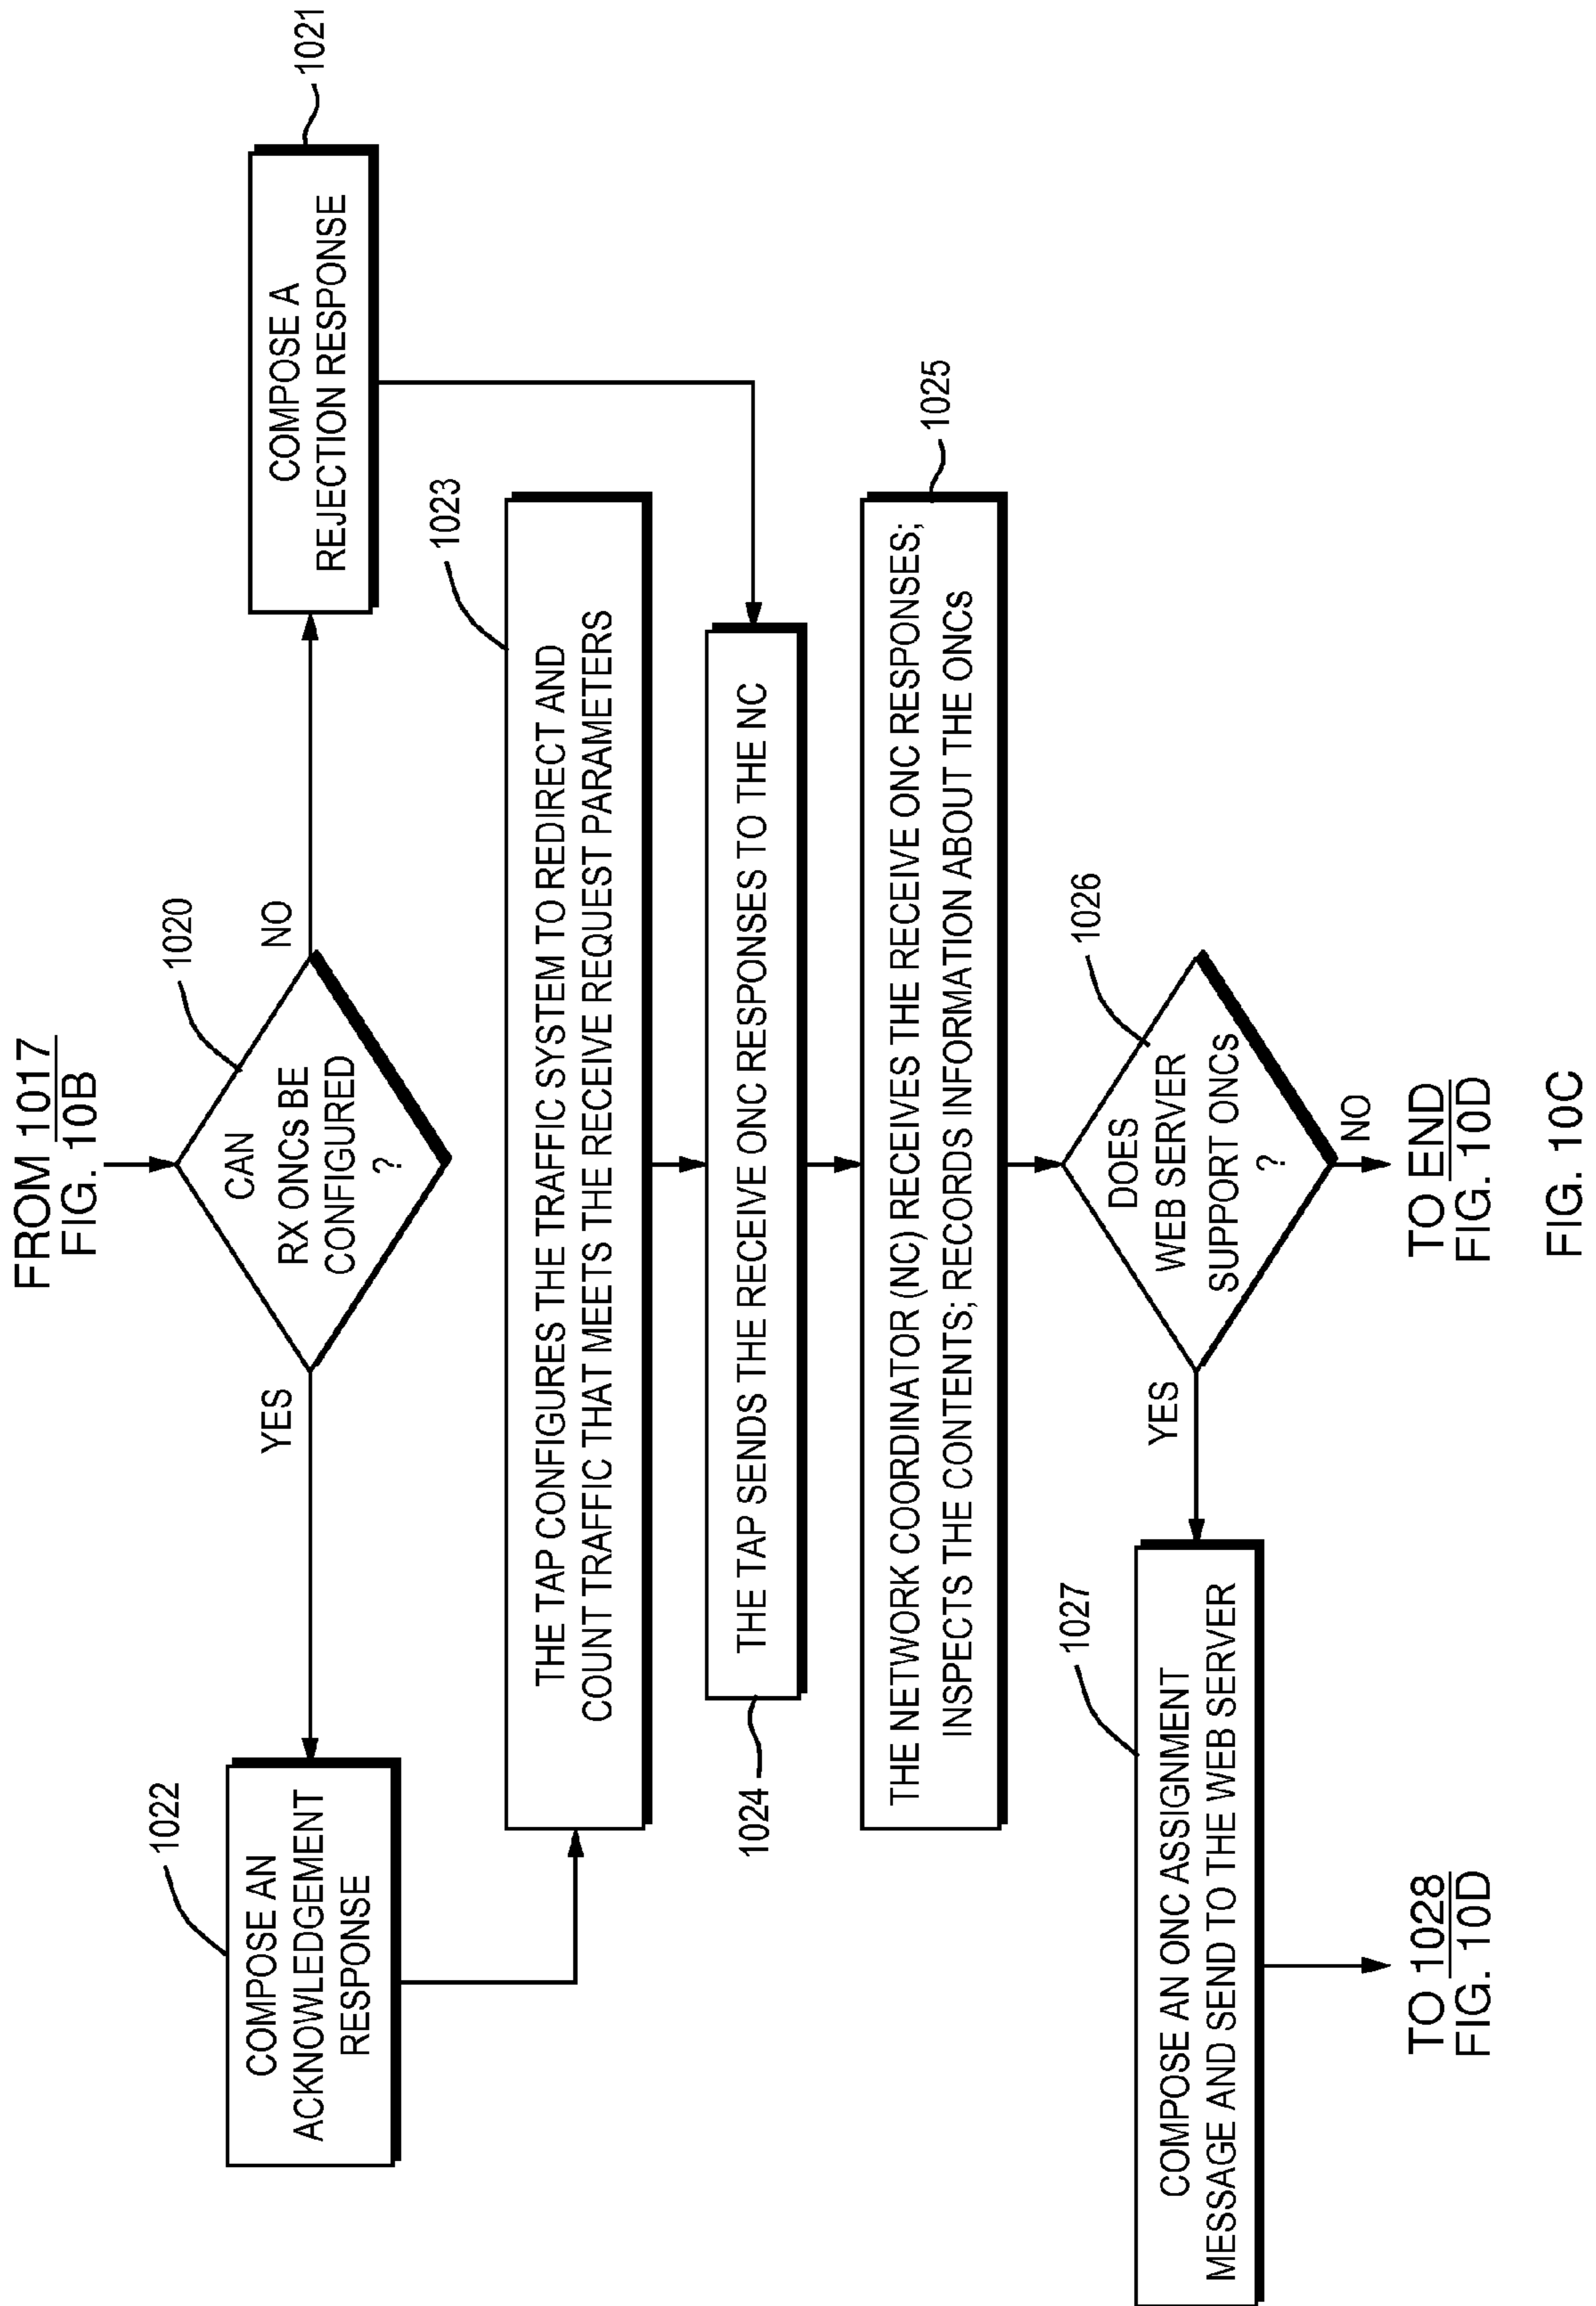 FROM 1017
FIG. 10B
1020
CAN
RX ONCs BE
CONFIGURED
?
YES
NO
1021
COMPOSE A
REJECTION RESPONSE
1022
COMPOSE AN
ACKNOWLEDGEMENT
RESPONSE
1023
THE TAP CONFIGURES THE TRAFFIC SYSTEM TO REDIRECT AND
COUNT TRAFFIC THAT MEETS THE RECEIVE REQUEST PARAMETERS
THE TAP SENDS THE RECEIVE ONC RESPONSES TO THE NC
1024
1025
THE NETWORK COORDINATOR (NC) RECEIVES THE RECEIVE ONC RESPONSES;
INSPECTS THE CONTENTS; RECORDS INFORMATION ABOUT THE ONCs
1026
DOES
WEB SERVER
SUPPORT ONCs
?
YES
NO
1027
COMPOSE AN ONC ASSIGNMENT
MESSAGE AND SEND TO THE WEB SERVER
TO 1028
FIG. 10D
TO END
FIG. 10D
FIG. 10C